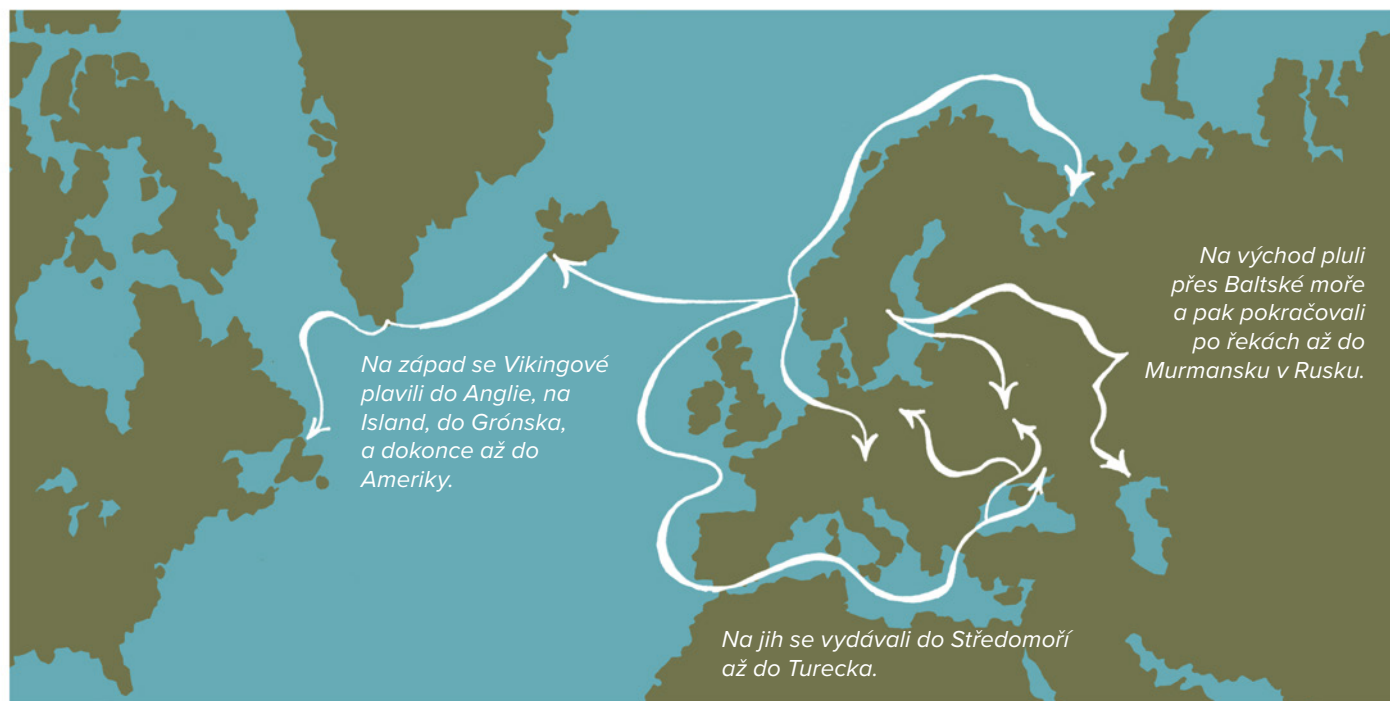 Na západ se Vikingové
plavili do Anglie, na
Island, do Grónska,
a dokonce až do
Ameriky.
Na východ pluli
přes Baltské moře
a pak pokračovali
po řekách až do
Murmansku v Rusku.
Na jih se vydávali do Středomoří
až do Turecka.